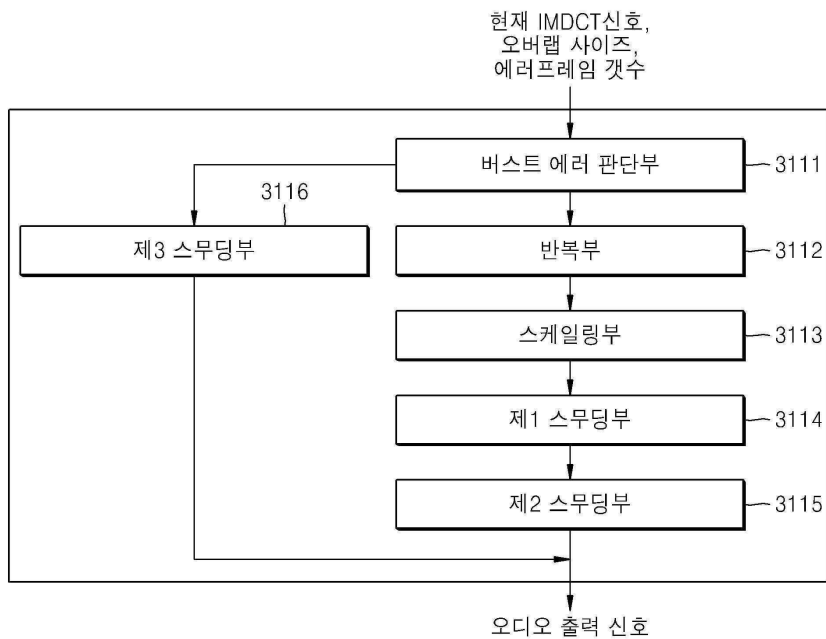 현재 IMDCT신호,
오버랩 사이즈,
에러프레임 갯수
버스트 에러 판단부
3111
3116
제3 스무딩부
반복부
3112
스케일링부
3113
제1 스무딩부
3114
제2 스무딩부
3115
오디오 출력 신호